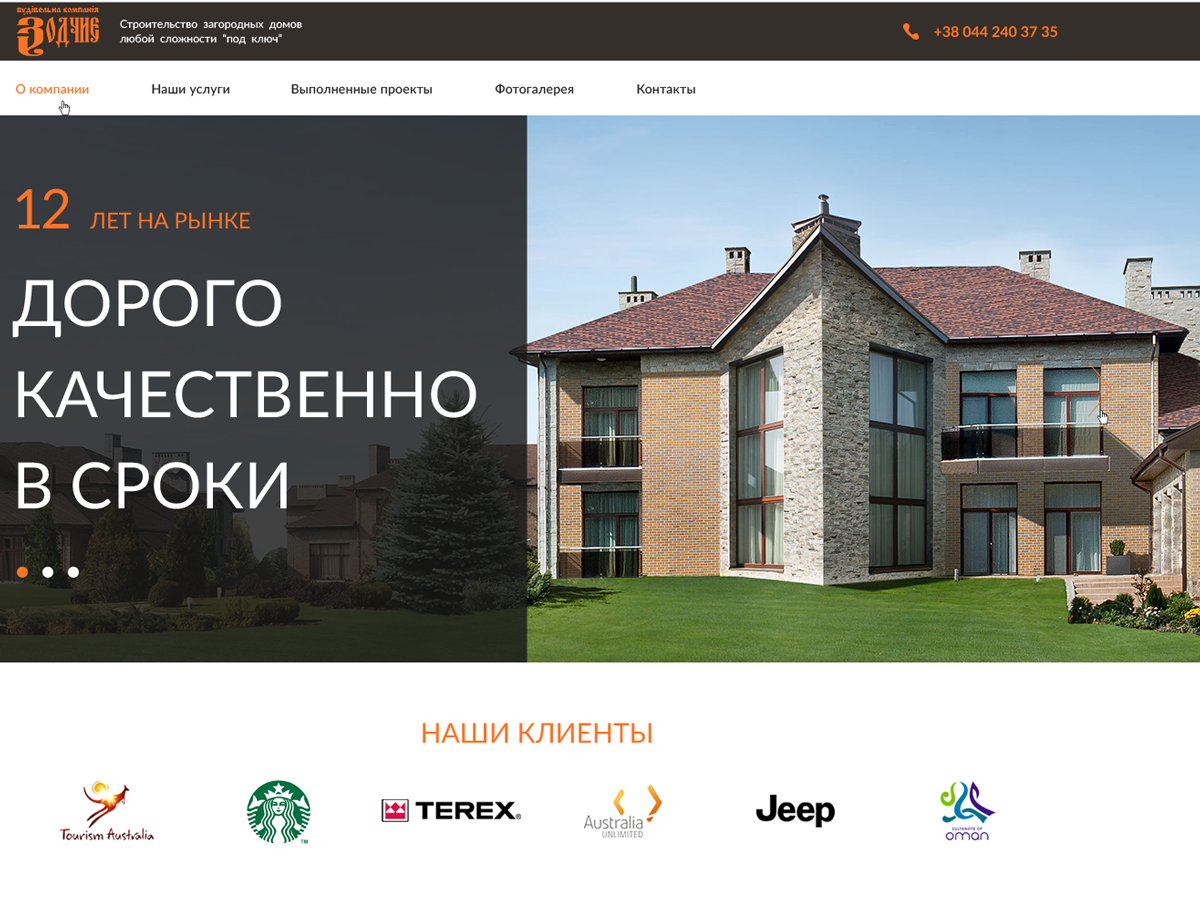 Будівельна компанія
Зодчие
Строительство загородных домов
любой сложности "под ключ"
+38 044 240 37 35
О компании
Наши услуги
Выполненные проекты
Фотогалерея
Контакты
12 ЛЕТ НА РЫНКЕ
ДОРОГО
КАЧЕСТВЕННО
В СРОКИ
НАШИ КЛИЕНТЫ
Tourism Australia
TM
TEREX®
Australia
UNLIMITED
Jeep
SULTANATE OF
oman